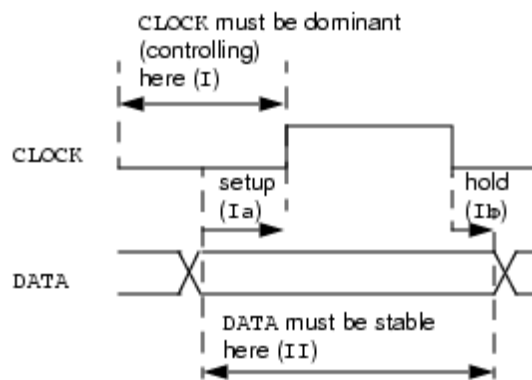 CLOCK must be dominant
(controlling)
here (I)
CLOCK
setup
(Ia)
hold
(Ib)
DATA
DATA must be stable
here (II)